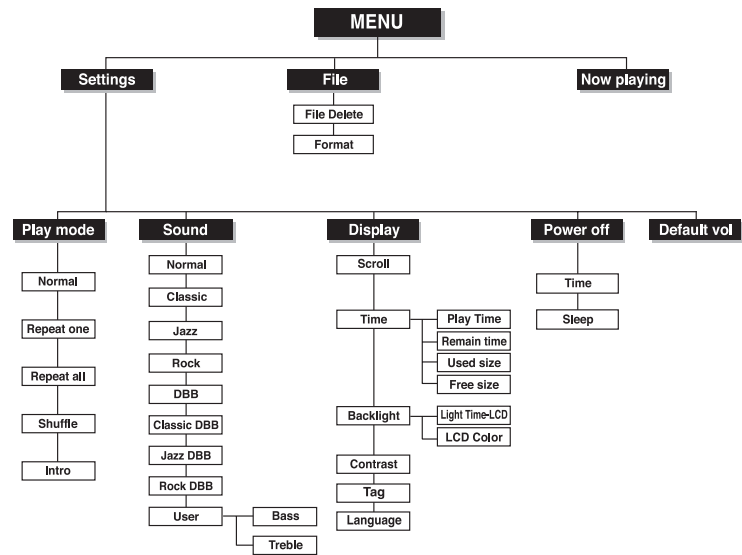 MENU
Settings
File
Now playing
File Delete
Format
Play mode
Sound
Display
Power off
Default vol
Normal
Repeat one
Repeat all
Shuffle
Intro
Normal
Classic
Jazz
Rock
DBB
Classic DBB
Jazz DBB
Rock DBB
User
Bass
Treble
Scroll
Time
Play Time
Remain time
Used size
Free size
Backlight
Light Time-LCD
LCD Color
Contrast
Tag
Language
Time
Sleep